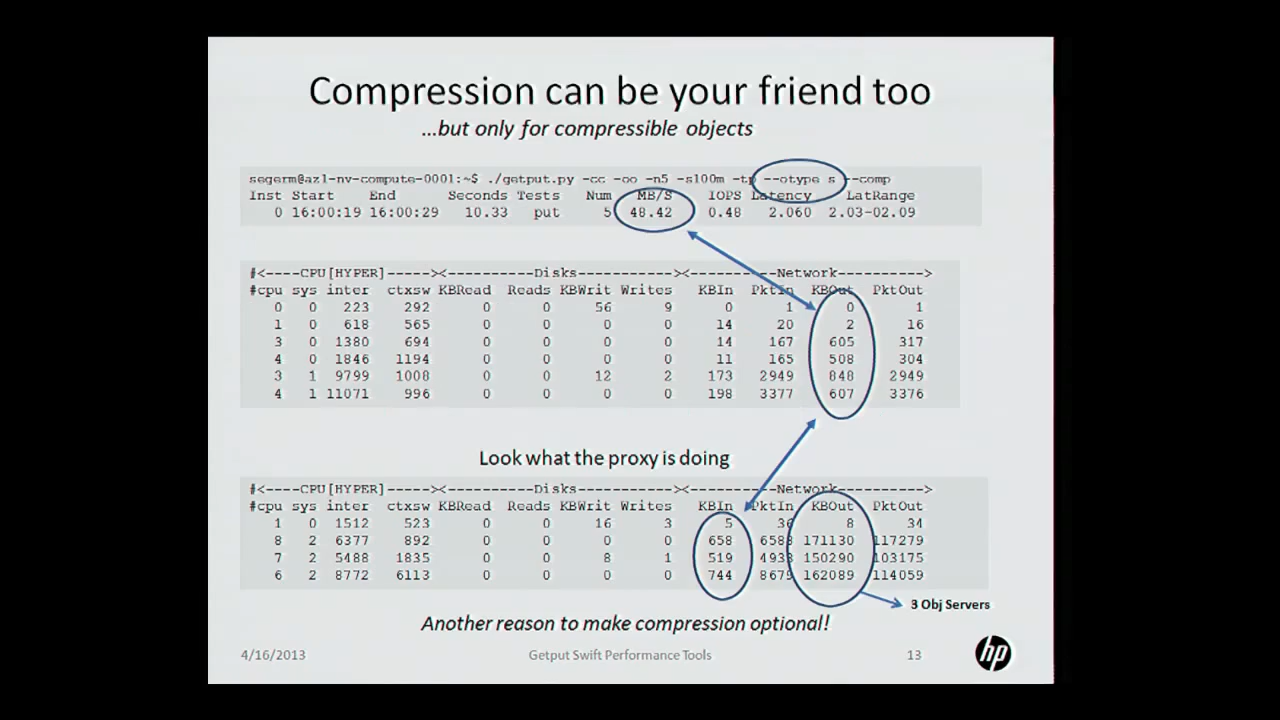 Compression can be your friend too
...but only for compressible objects
segerm@az1-nv-compute-0001:~$ ./getput.py -cc -oo -n5 -s100m -tp --otype s --comp
Inst Start End Seconds Tests Num MB/S IOPS Latency LatRange
0 16:00:19 16:00:29 10.33 put 5 48.42 0.48 2.060 2.03-02.09
#<----CPU[HYPER]-----><----------Disks-----------><----------Network---------->
#cpu sys inter ctxsw KBRead Reads KBWrit Writes KBIn PktIn KBOut PktOut
0 0 223 292 0 0 56 9 0 1 0 1
1 0 618 565 0 0 0 0 14 20 2 16
3 0 1380 694 0 0 0 0 14 167 605 317
4 0 1846 1194 0 0 0 0 11 165 508 304
3 1 9799 1008 0 0 12 2 173 2949 848 2949
4 1 11071 996 0 0 0 0 198 3377 607 3376
Look what the proxy is doing
#<----CPU[HYPER]-----><----------Disks-----------><----------Network---------->
#cpu sys inter ctxsw KBRead Reads KBWrit Writes KBIn PktIn KBOut PktOut
1 0 1512 523 0 0 16 3 5 36 8 34
8 2 6377 892 0 0 0 0 658 6588 171130 117279
7 2 5488 1835 0 0 8 1 519 4933 150290 103175
6 2 8772 6113 0 0 0 0 744 8679 162089 114059
3 Obj Servers
Another reason to make compression optional!
4/16/2013 Getput Swift Performance Tools 13
hp